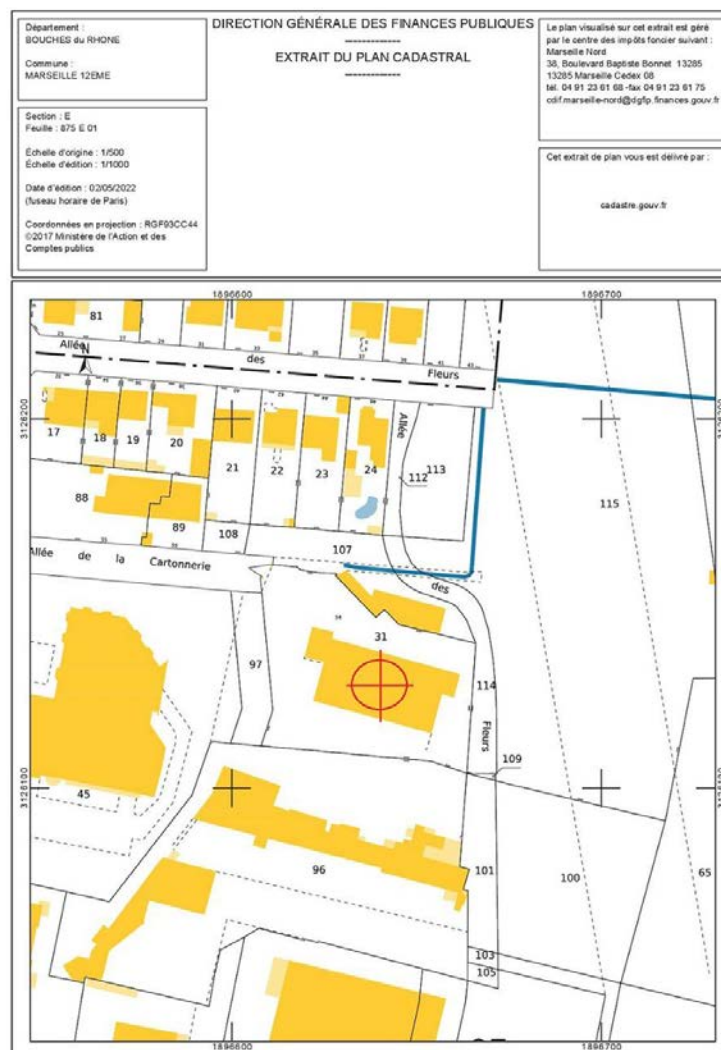 Département :
BOUCHES du RHONE
Commune :
MARSEILLE 12EME
Section : E
Feuille : 875 E 01
Échelle d'origine : 1/500
Échelle d'édition : 1/1000
Date d'édition : 02/05/2022
(fuseau horaire de Paris)
Coordonnées en projection : RGF93CC44
©2017 Ministère de l'Action et des
Comptes publics
DIRECTION GÉNÉRALE DES FINANCES PUBLIQUES
-------------
EXTRAIT DU PLAN CADASTRAL
-------------
Le plan visualisé sur cet extrait est géré
par le centre des impôts foncier suivant :
Marseille Nord
38, Boulevard Baptiste Bonnet 13285
13285 Marseille Cedex 08
tél. 04 91 23 61 68 -fax 04 91 23 61 75
cdif.marseille-nord@dgfip.finances.gouv.fr
Cet extrait de plan vous est délivré par :
cadastre.gouv.fr
1896600
1896700
81
Allée des Fleurs
N
3126200
3126200
17
18
19
20
21
22
23
24
Allée
112
113
115
88
89
108
107
Allée de la Cartonnerie
des
31
97
114
Fleurs
109
3126100
3126100
45
96
101
100
65
103
105
1896600
1896700